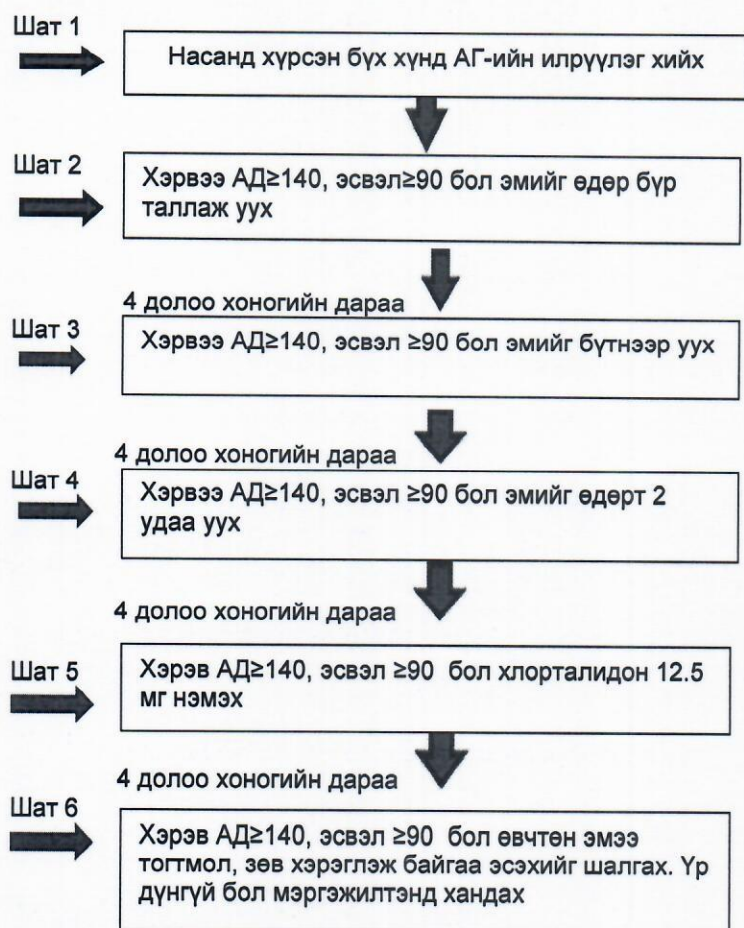 Шат 1
Насанд хүрсэн бүх хүнд АГ-ийн илрүүлэг хийх
Шат 2
Хэрвээ АД≥140, эсвэл≥90 бол эмийг өдөр бүр
таллаж уух
4 долоо хоногийн дараа
Шат 3
Хэрвээ АД≥140, эсвэл ≥90 бол эмийг бүтнээр уух
4 долоо хоногийн дараа
Шат 4
Хэрвээ АД≥140, эсвэл ≥90 бол эмийг өдөрт 2
удаа уух
4 долоо хоногийн дараа
Шат 5
Хэрэв АД≥140, эсвэл ≥90 бол хлорталидон 12.5
мг нэмэх
4 долоо хоногийн дараа
Шат 6
Хэрэв АД≥140, эсвэл ≥90 бол өвчтөн эмээ
тогтмол, зөв хэрэглэж байгаа эсэхийг шалгах. Үр
дүнгүй бол мэргэжилтэнд хандах